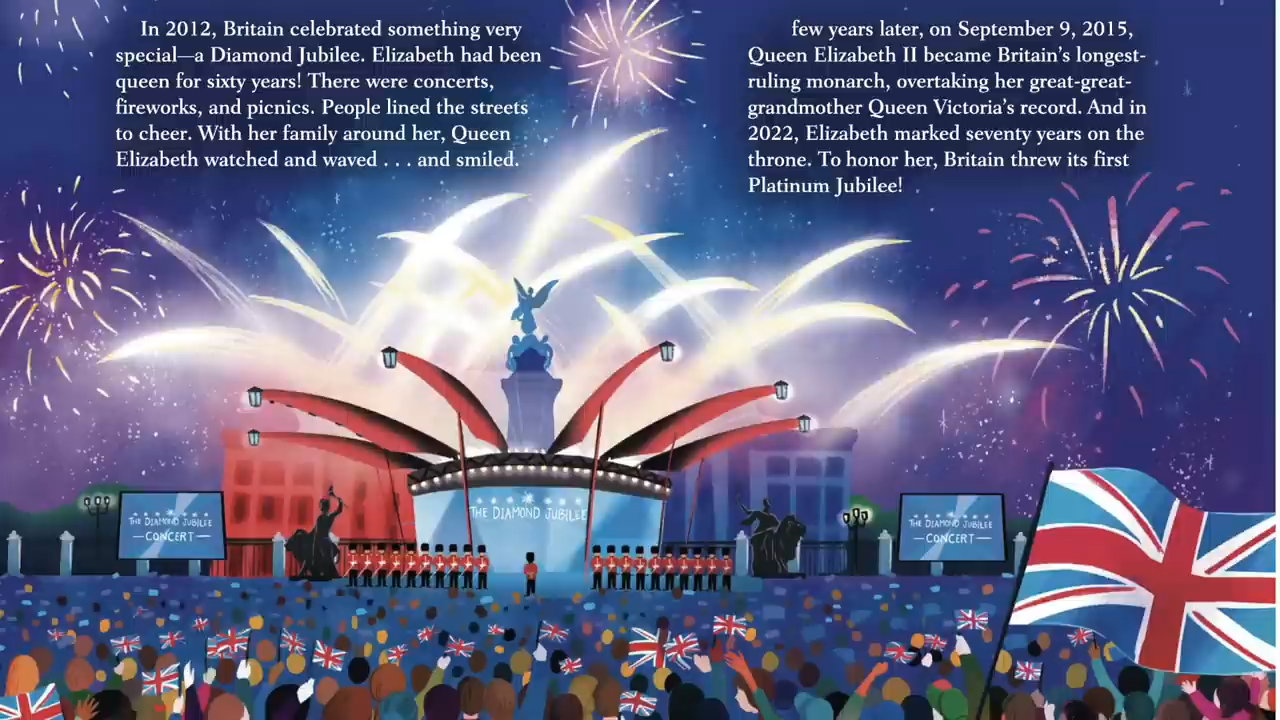 In 2012, Britain celebrated something very
special—a Diamond Jubilee. Elizabeth had been
queen for sixty years! There were concerts,
fireworks, and picnics. People lined the streets
to cheer. With her family around her, Queen
Elizabeth watched and waved . . . and smiled.
few years later, on September 9, 2015,
Queen Elizabeth II became Britain's longest-
ruling monarch, overtaking her great-great-
grandmother Queen Victoria's record. And in
2022, Elizabeth marked seventy years on the
throne. To honor her, Britain threw its first
Platinum Jubilee!
THE DIAMOND JUBILEE
CONCERT
THE DIAMOND JUBILEE
THE DIAMOND JUBILEE
CONCERT